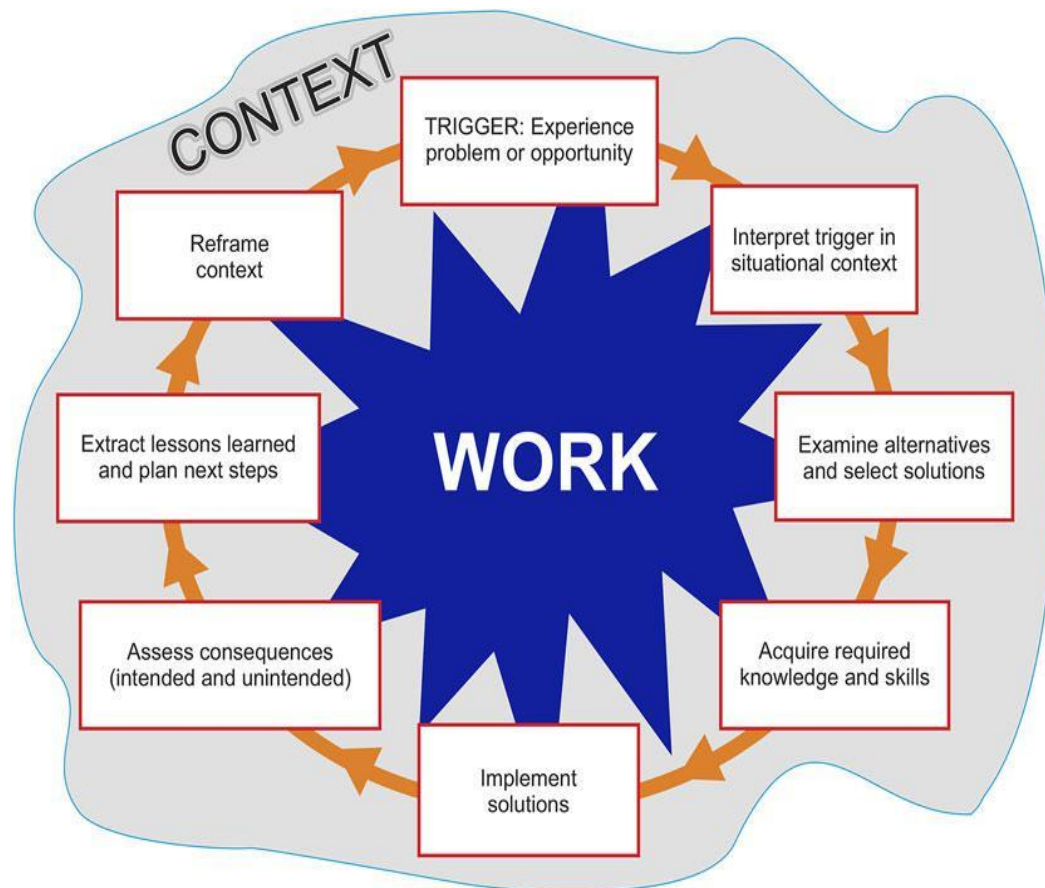 CONTEXT
TRIGGER: Experience
problem or opportunity
Interpret trigger in
situational context
Examine alternatives
and select solutions
Acquire required
knowledge and skills
Implement
solutions
Assess consequences
(intended and unintended)
Extract lessons learned
and plan next steps
Reframe
context
WORK